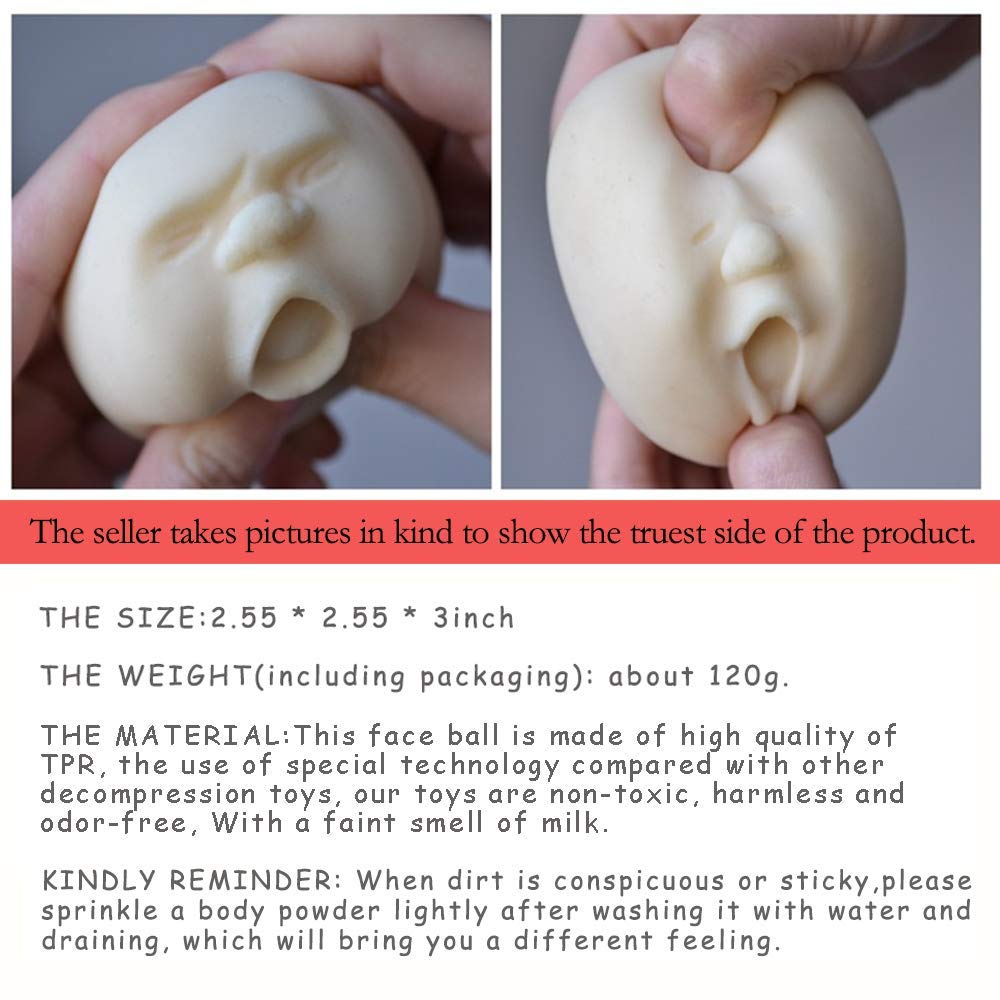 The seller takes pictures in kind to show the truest side of the product.
THE SIZE:2.55 * 2.55 * 3inch
THE WEIGHT(including packaging): about 120g.
THE MATERIAL:This face ball is made of high quality of
TPR, the use of special technology compared with other
decompression toys, our toys are non-toxic, harmless and
odor-free, With a faint smell of milk.
KINDLY REMINDER: When dirt is conspicuous or sticky,please
sprinkle a body powder lightly after washing it with water and
draining, which will bring you a different feeling.